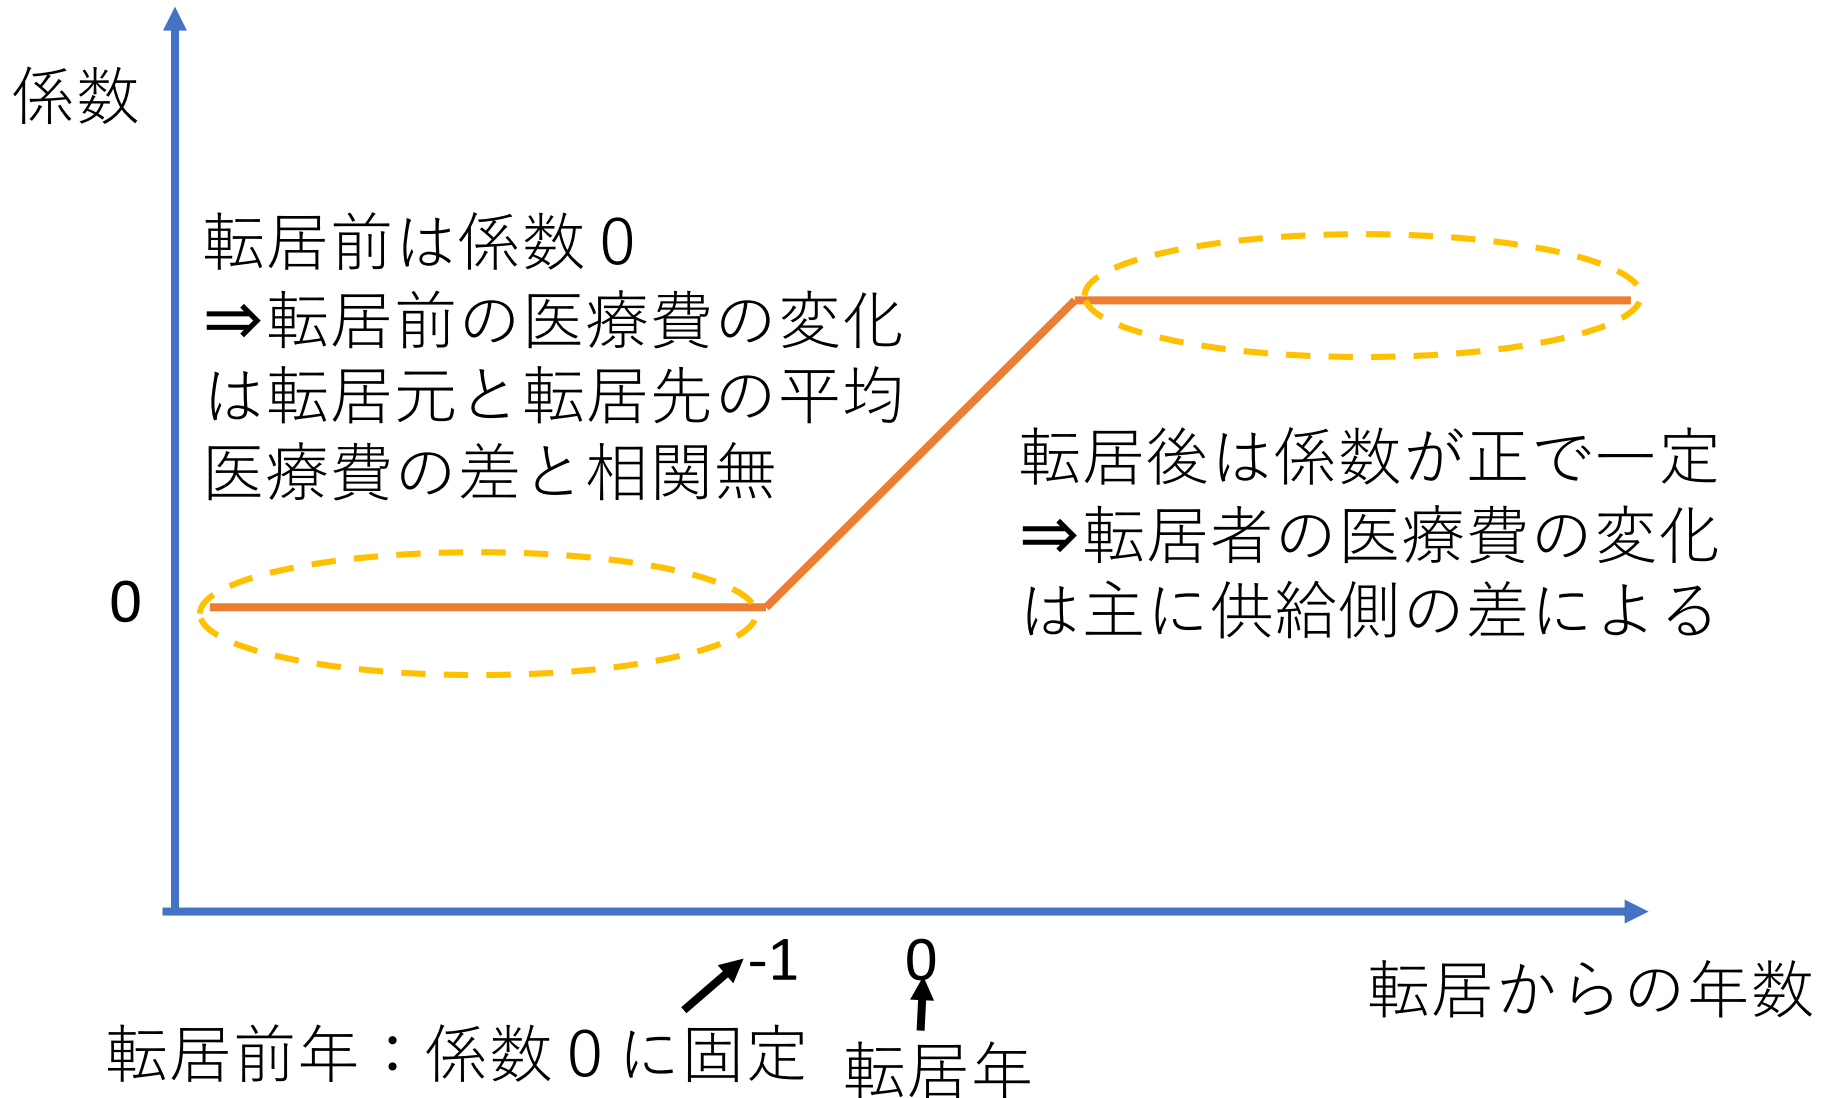 係数
転居前は係数0
⇒転居前の医療費の変化
は転居元と転居先の平均
医療費の差と相関無
転居後は係数が正で一定
⇒転居者の医療費の変化
は主に供給側の差による
0
-1
0
転居からの年数
転居前年：係数0に固定
転居年